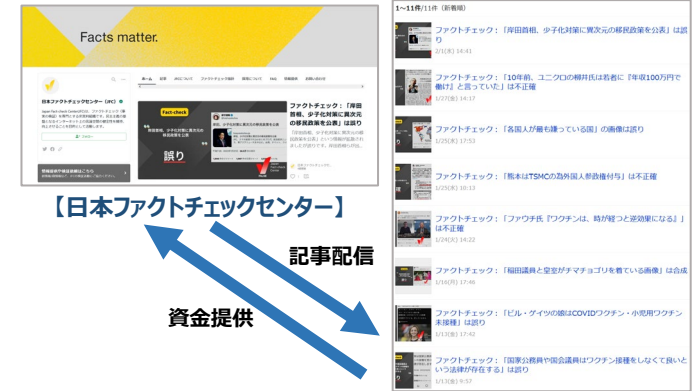 Facts matter.
日本ファクトチェックセンター（JFC）
ホーム
Fact-check
誤り
ファクトチェック：「岸田
首相、少子化対策に異次元
の移民政策を公表」は誤り
【日本ファクトチェックセンター】
記事配信
資金提供
1〜11件/11件（新着順）
ファクトチェック：「岸田首相、少子化対策に異次元の移民政策を公表」は誤
り
2/1(水) 14:41
ファクトチェック：「10年前、ユニクロの柳井氏は若者に『年収100万円で
働け』と言っていた」は不正確
1/27(金) 14:17
ファクトチェック：「各国人が最も嫌っている国」の画像は誤り
1/25(水) 17:53
ファクトチェック：「熊本はTSMCの為外国人参政権付与」は不正確
1/25(水) 10:13
ファクトチェック：「ファウチ氏『ワクチンは、時が経つと逆効果になる』」
は不正確
1/24(火) 14:22
ファクトチェック：「稲田議員と皇室がチマチョゴリを着ている画像」は合成
1/16(月) 17:46
ファクトチェック：「ビル・ゲイツの娘はCOVIDワクチン・小児用ワクチン
未接種」は誤り
1/13(金) 17:42
ファクトチェック：「国家公務員や国会議員はワクチン接種をしなくて良いと
いう法律が存在する」は誤り
1/13(金) 9:57